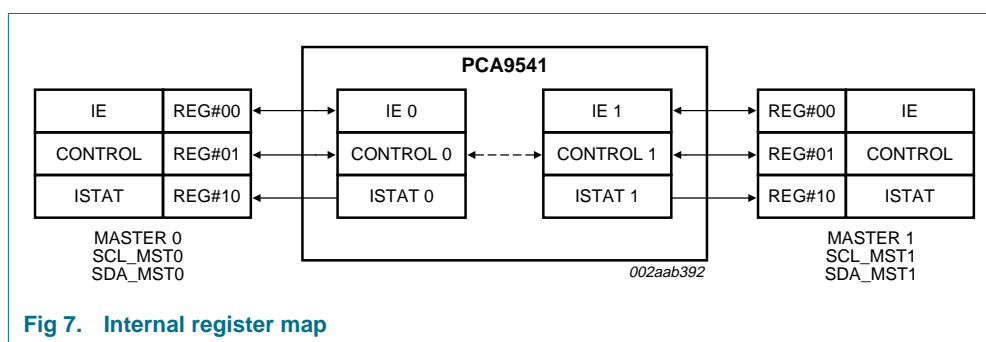 PCA9541
IE REG#00 IE 0 IE 1 REG#00 IE
CONTROL REG#01 CONTROL 0 CONTROL 1 REG#01 CONTROL
ISTAT REG#10 ISTAT 0 ISTAT 1 REG#10 ISTAT
MASTER 0
SCL_MST0
SDA_MST0
MASTER 1
SCL_MST1
SDA_MST1
002aab392
Fig 7. Internal register map